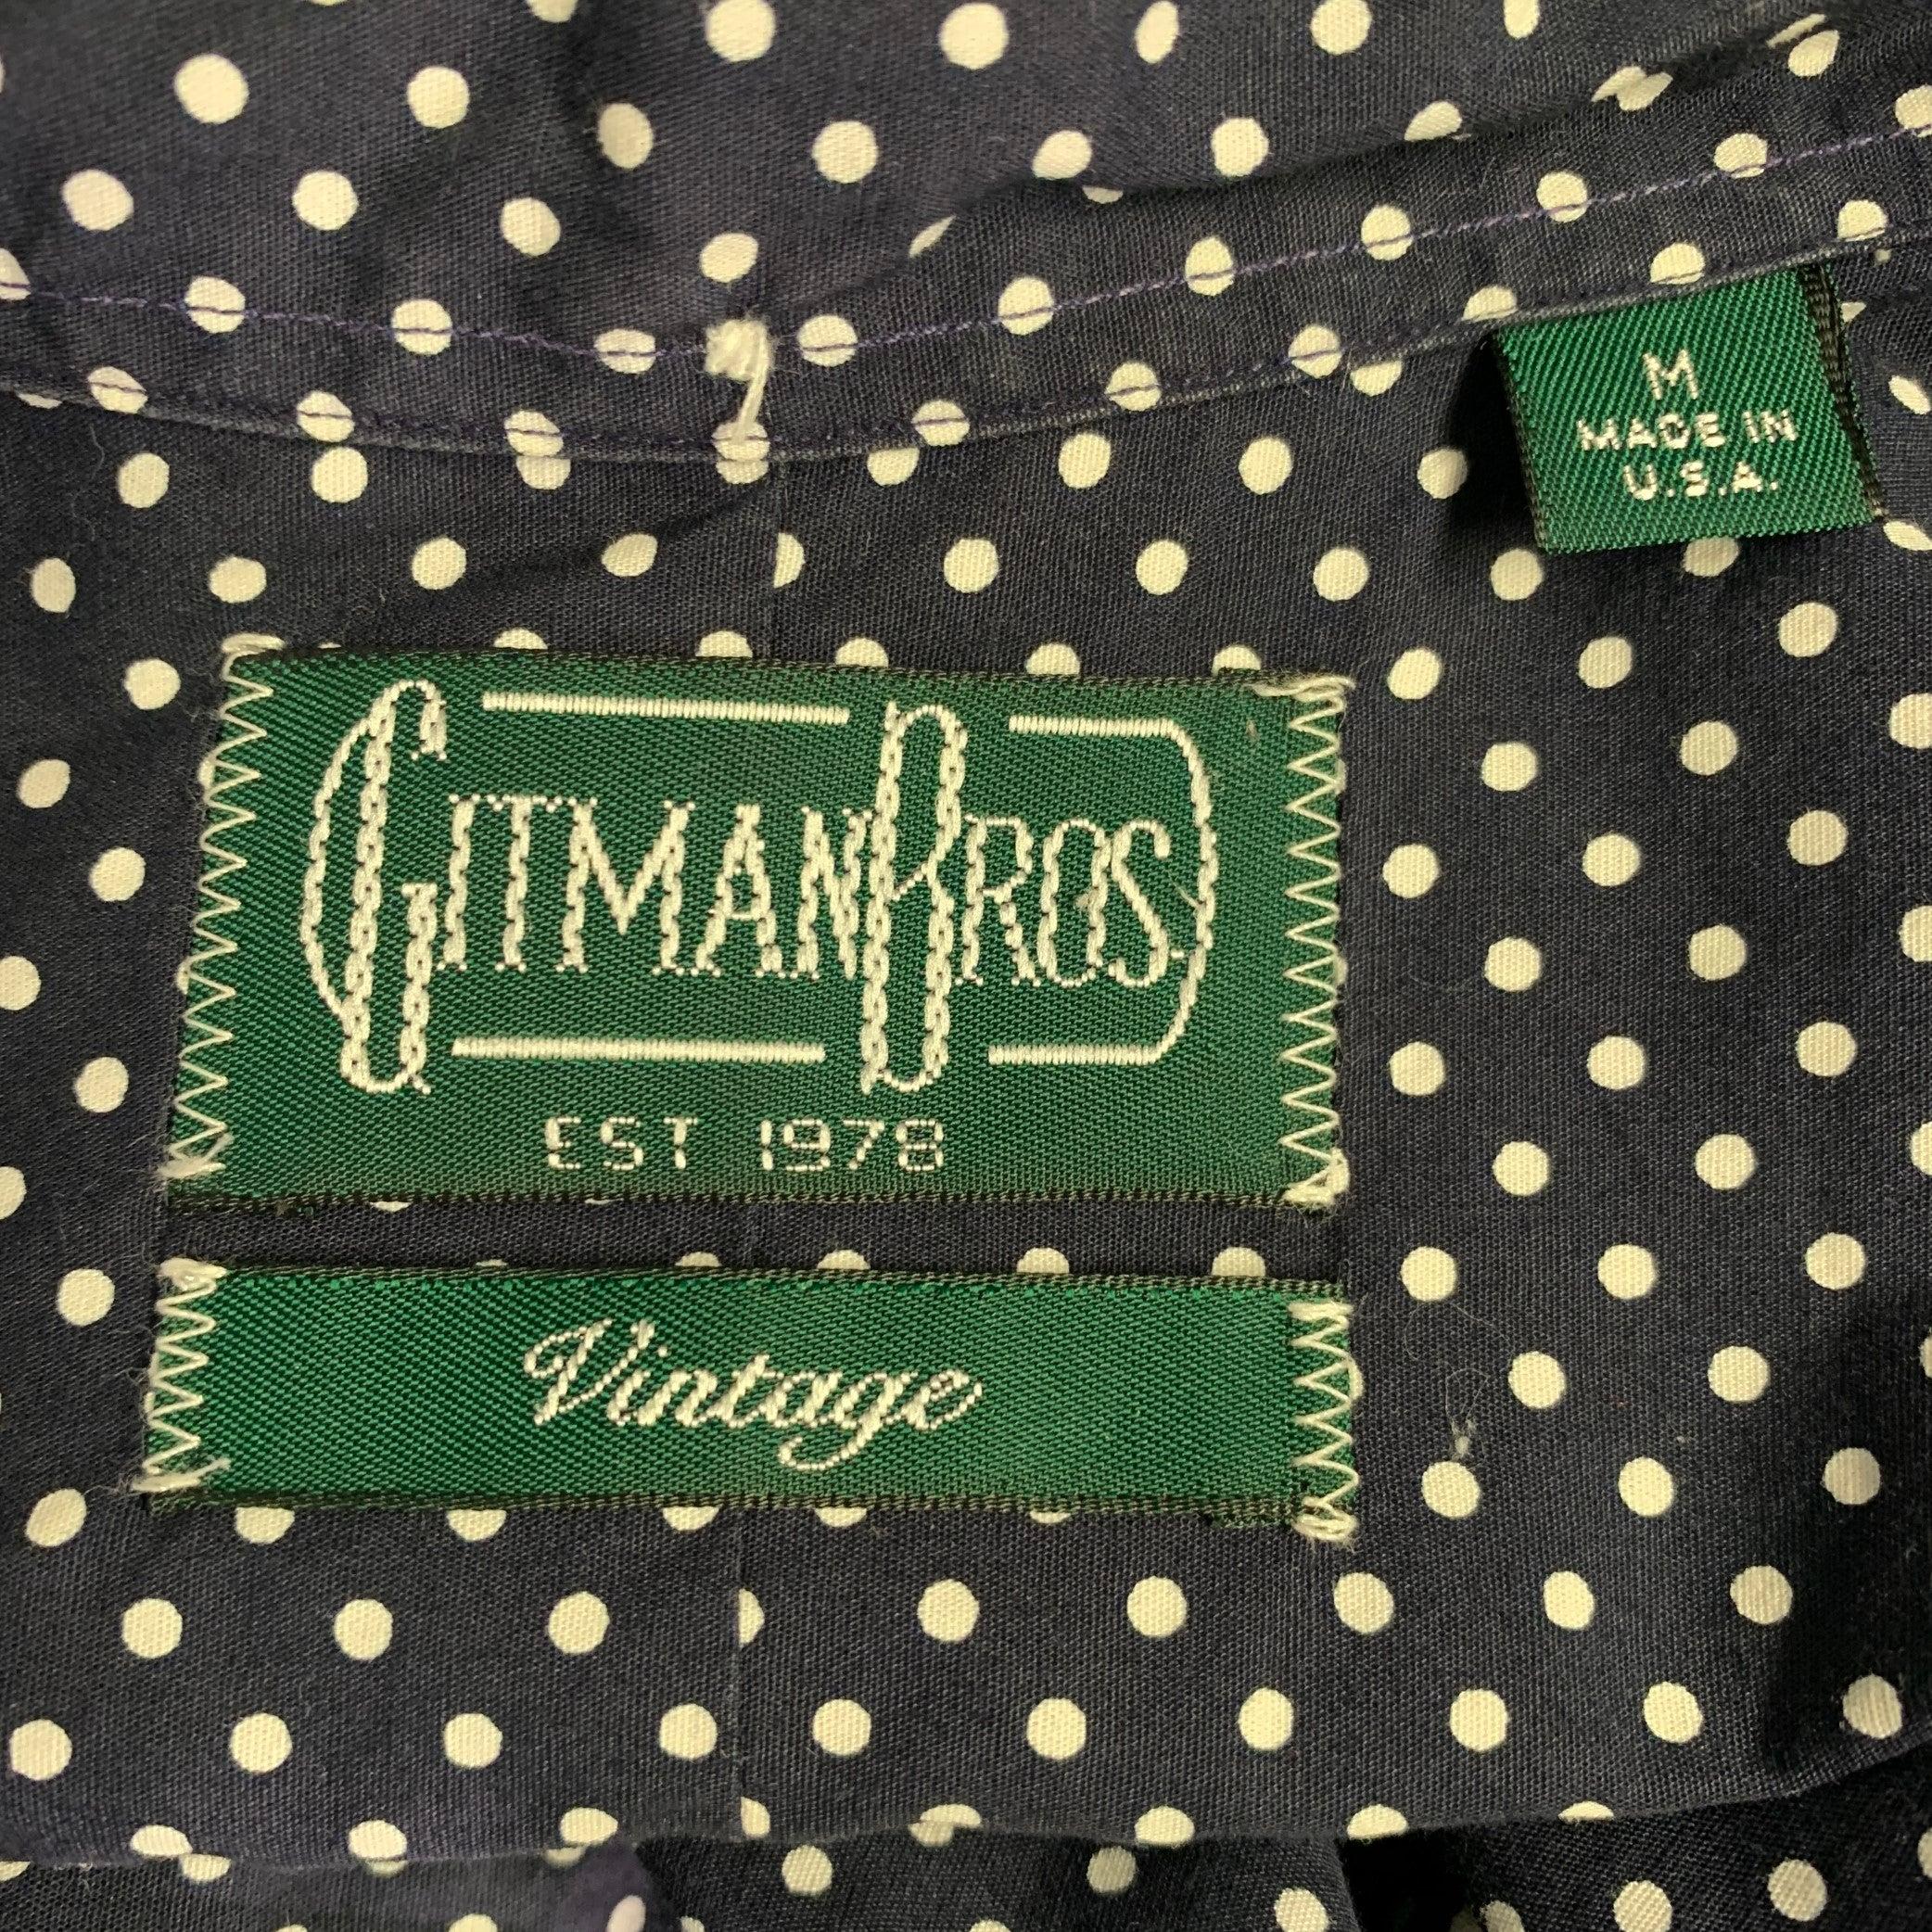 M
MADE IN
U.S.A.
GITMAN BROS.
EST 1978
Vintage